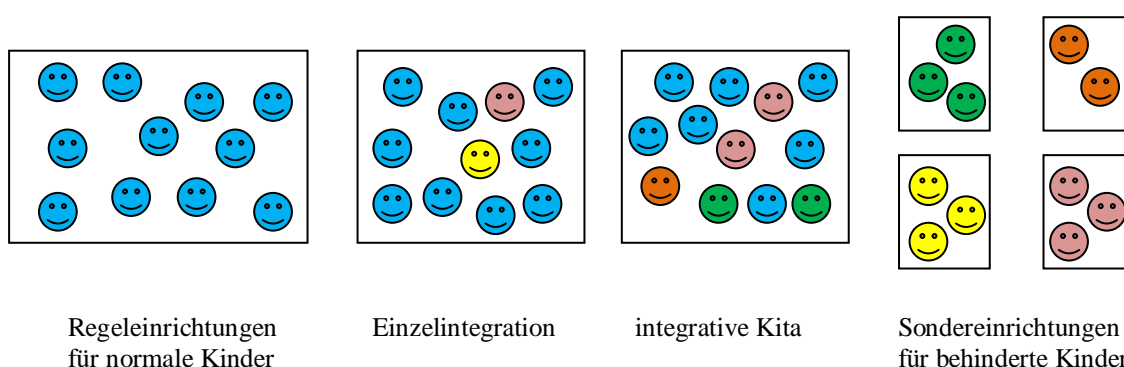 Regeleinrichtungen
für normale Kinder
Einzelintegration
integrative Kita
Sondereinrichtungen
für behinderte Kinder